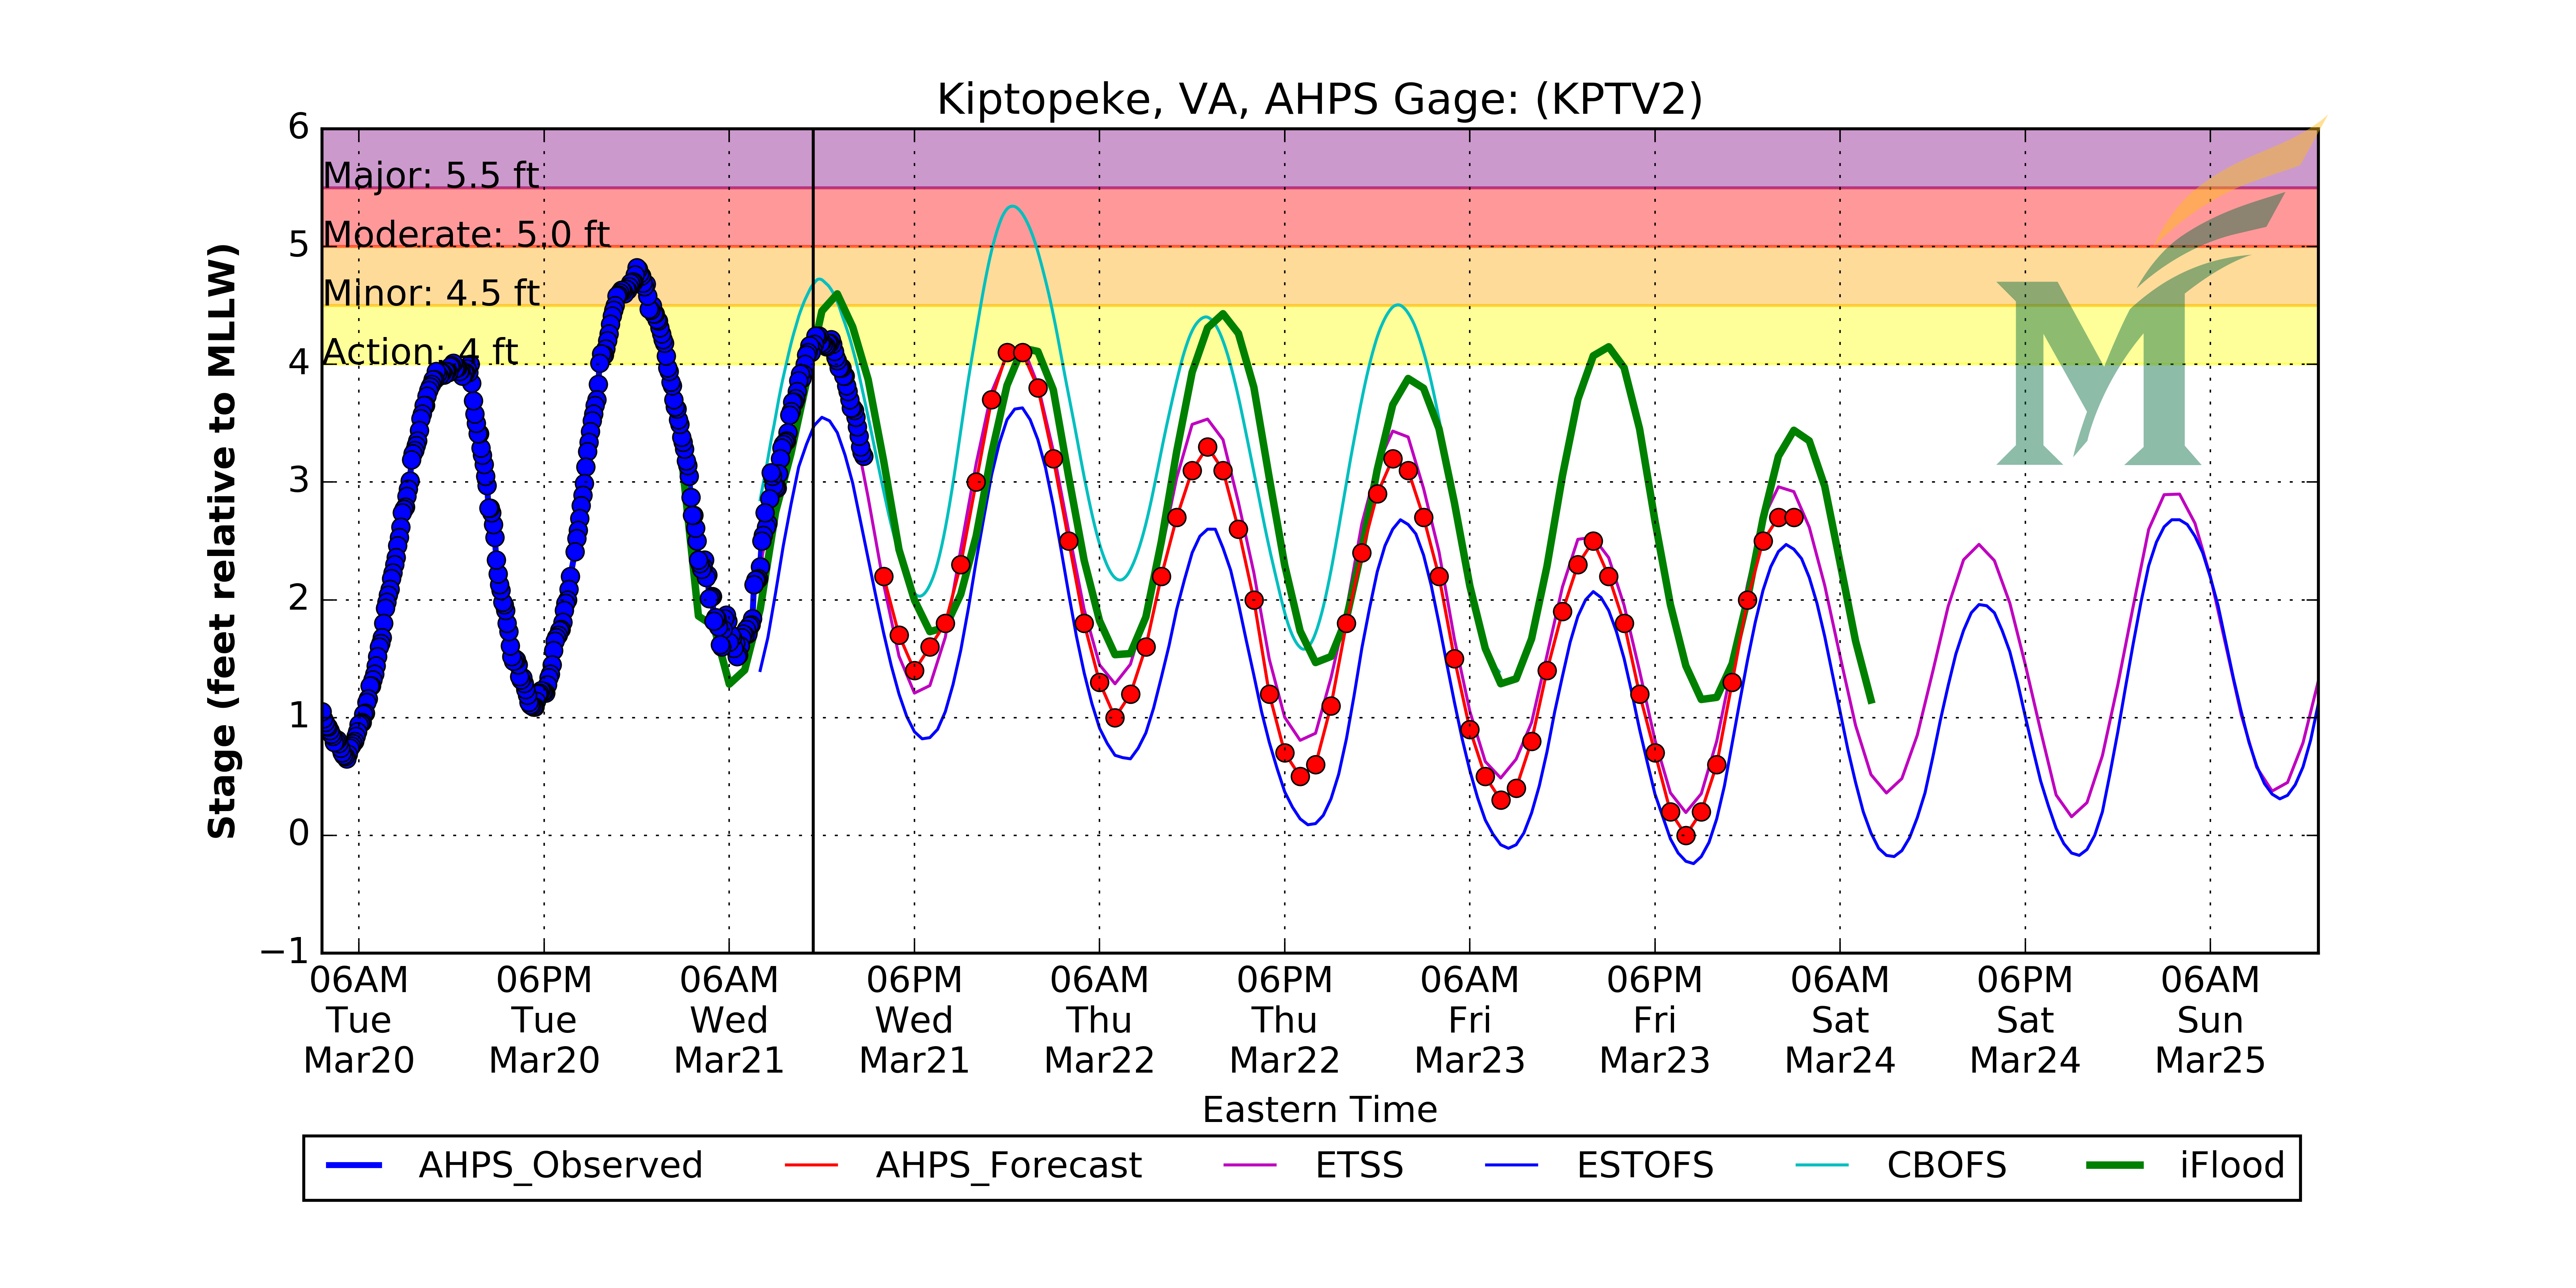 Kiptopeke, VA, AHPS Gage: (KPTV2)
Stage (feet relative to MLLW)
6
5
4
3
2
1
0
−1
Major: 5.5 ft
Moderate: 5.0 ft
Minor: 4.5 ft
Action: 4 ft
M
06AM 06PM 06AM 06PM 06AM 06PM 06AM 06PM 06AM 06PM 06AM
Tue Tue Wed Wed Thu Thu Fri Fri Sat Sat Sun
Mar20 Mar20 Mar21 Mar21 Mar22 Mar22 Mar23 Mar23 Mar24 Mar24 Mar25
Eastern Time
AHPS_Observed AHPS_Forecast ETSS ESTOFS CBOFS iFlood